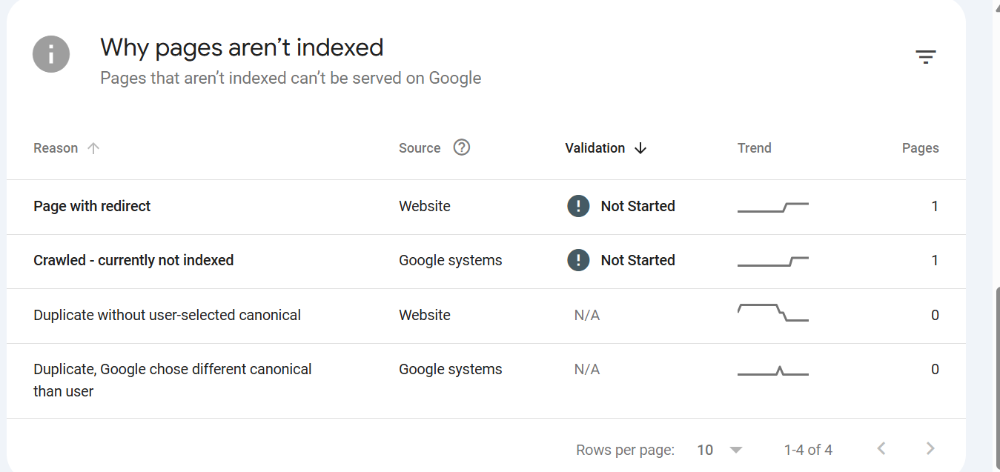 Why pages aren’t indexed
Pages that aren’t indexed can’t be served on Google
Reason Source Validation Trend Pages
Page with redirect Website Not Started 1
Crawled - currently not indexed Google systems Not Started 1
Duplicate without user-selected canonical Website N/A 0
Duplicate, Google chose different canonical Google systems N/A 0
than user
Rows per page: 10 1-4 of 4